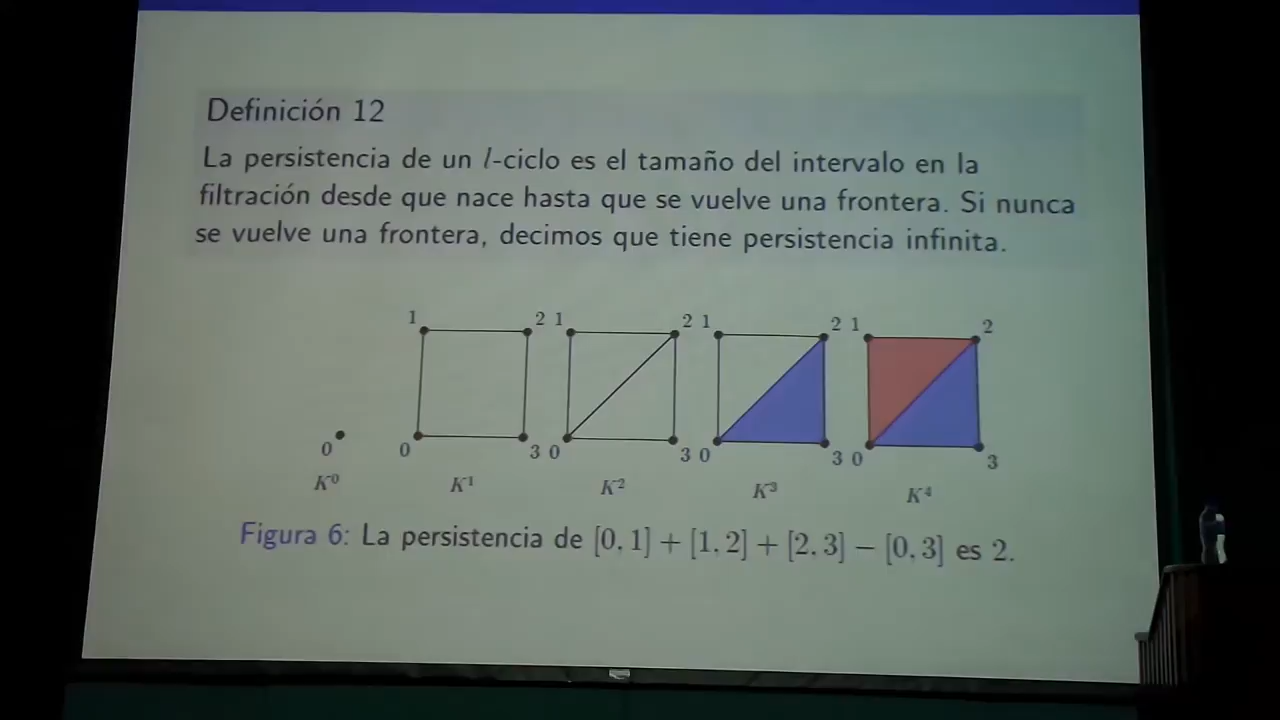 Definición 12
La persistencia de un l-ciclo es el tamaño del intervalo en la
filtración desde que nace hasta que se vuelve una frontera. Si nunca
se vuelve una frontera, decimos que tiene persistencia infinita.
1 2 1 2 1 2 1 2
0 0 3 0 3 0 3 0 3
K⁰ K¹ K² K³ K⁴
Figura 6: La persistencia de [0, 1] + [1, 2] + [2, 3] − [0, 3] es 2.